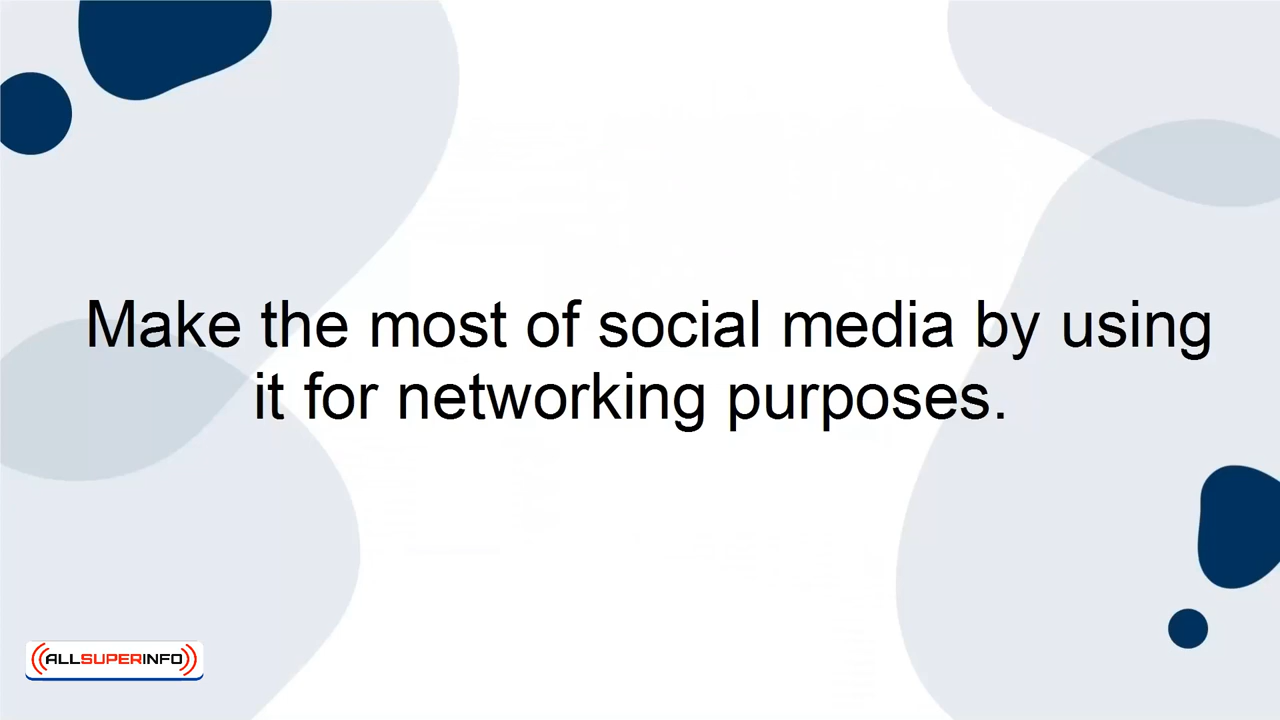 Make the most of social media by using
it for networking purposes.
ALLSUPERINFO